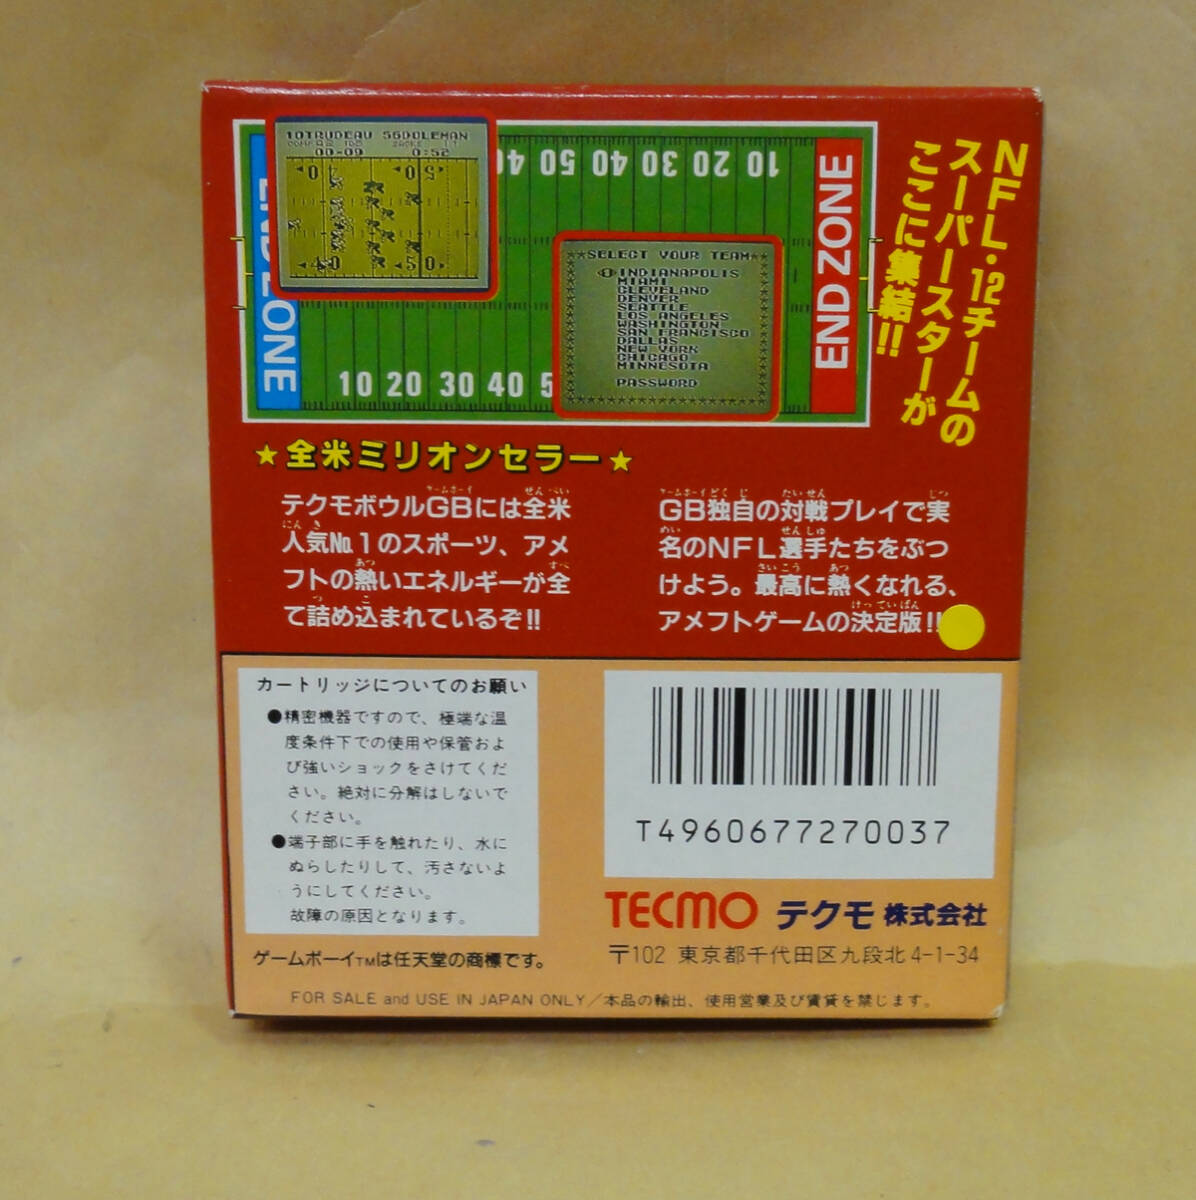 NFL・12チームの
スーパースターが
ここに集結!!
10TRUDEAU 56DOLEMAN
00-09 0:52
40 50 40 30 20 10
END ZONE
10 20 30 40 5
ZONE
SELECT YOUR TEAM
INDIANAPOLIS
MIAMI
CLEVELAND
DENVER
SEATTLE
LOS ANGELES
WASHINGTON
SAN FRANCISCO
DALLAS
NEW YORK
CHICAGO
MINNESOTA
PASSWORD
★全米ミリオンセラー★
テクモボウルGBには全米
人気№1のスポーツ、アメ
フトの熱いエネルギーが全
て詰め込まれているぞ!!
GB独自の対戦プレイで実
名のNFL選手たちをぶつ
けよう。最高に熱くなれる、
アメフトゲームの決定版!!
カートリッジについてのお願い
●精密機器ですので、極端な温
度条件下での使用や保管およ
び強いショックをさけてくだ
さい。絶対に分解はしないで
ください。
●端子部に手を触れたり、水に
ぬらしたりして、汚さないよ
うにしてください。
故障の原因となります。
ゲームボーイTMは任天堂の商標です。
T4960677270037
TECMO テクモ株式会社
〒102 東京都千代田区九段北4-1-34
FOR SALE and USE IN JAPAN ONLY/本品の輸出、使用営業及び賃貸を禁じます。